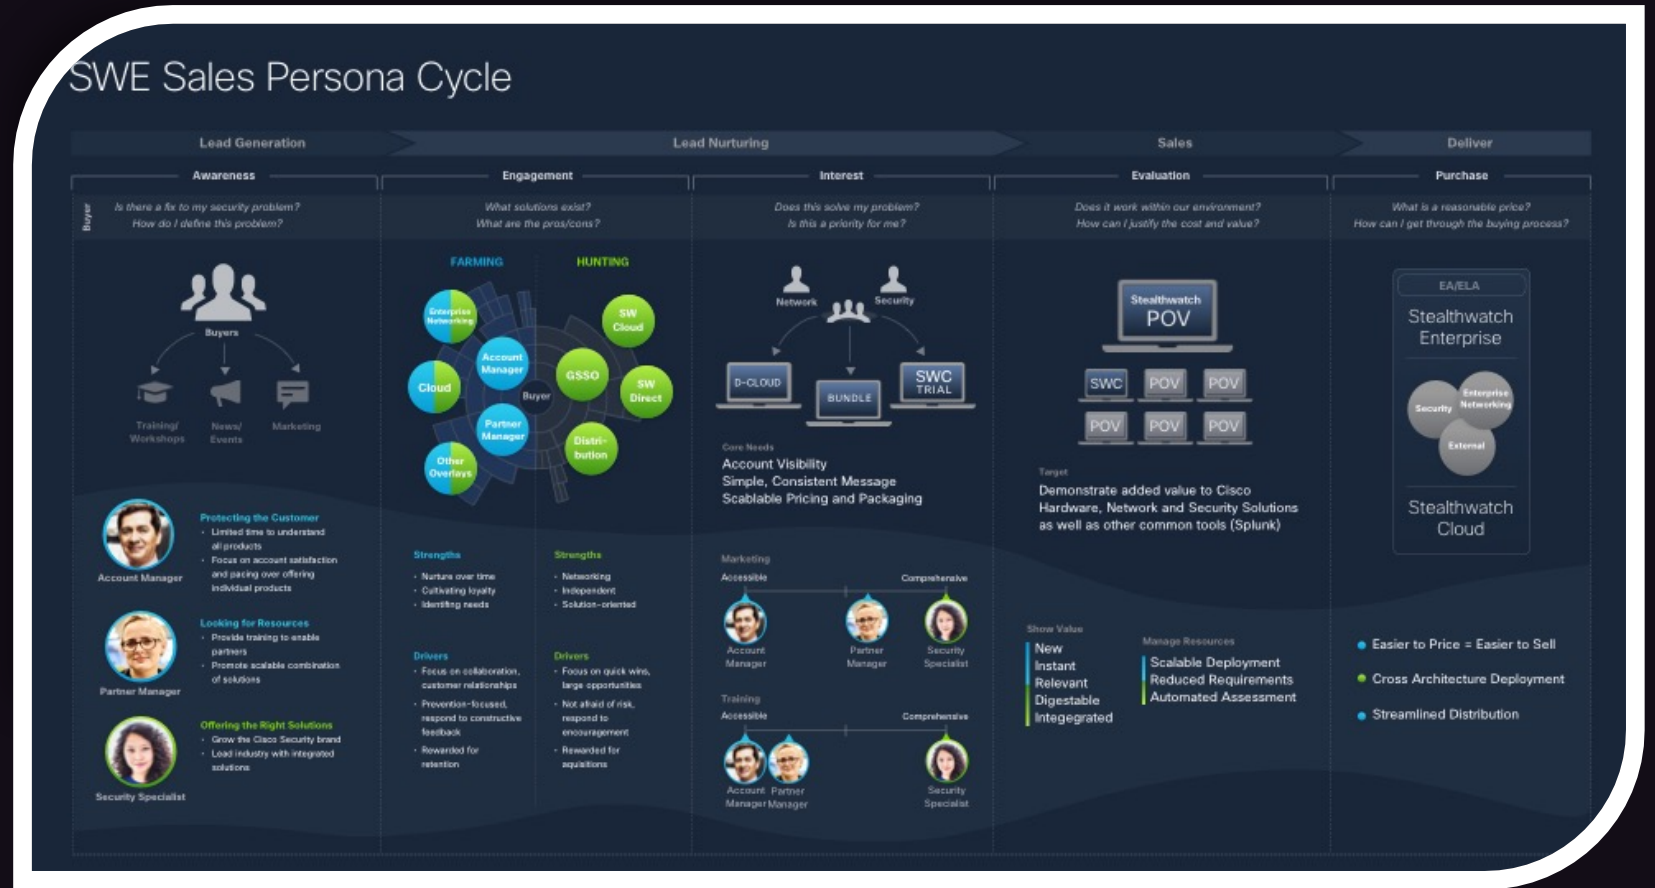 SWE Sales Persona Cycle
Lead Generation
Lead Nurturing
Sales
Deliver
Awareness
Engagement
Interest
Evaluation
Purchase
Buyer
Is there a fix to my security problem?
How do I define this problem?
What solutions exist?
What are the pros/cons?
Does this solve my problem?
Is this a priority for me?
Does it work within our environment?
How can I justify the cost and value?
What is a reasonable price?
How can I get through the buying process?
Buyers
Training/
Workshops
News/
Events
Marketing
Account Manager
Protecting the Customer
• Limited time to understand
all products
• Focus on account satisfaction
and pacing over offering
individual products
Partner Manager
Looking for Resources
• Provide training to enable
partners
• Promote scalable combination
of solutions
Security Specialist
Offering the Right Solutions
• Grow the Cisco Security brand
• Lead industry with integrated
solutions
FARMING
HUNTING
Enterprise
Networking
Cloud
Other
Overlays
Account
Manager
Partner
Manager
Buyer
GSSO
SW
Cloud
SW
Direct
Distri-
bution
Strengths
• Nurture over time
• Cultivating loyalty
• Identifing needs
Drivers
• Focus on collaboration,
customer relationships
• Prevention-focused,
respond to constructive
feedback
• Rewarded for
retention
Strengths
• Networking
• Independent
• Solution-oriented
Drivers
• Focus on quick wins,
large opportunities
• Not afraid of risk,
respond to
encouragement
• Rewarded for
aquisitions
Network
Security
D-CLOUD
BUNDLE
SWC
TRIAL
Core Needs
Account Visibility
Simple, Consistent Message
Scablable Pricing and Packaging
Marketing
Accessible
Comprehensive
Account
Manager
Partner
Manager
Security
Specialist
Training
Accessible
Comprehensive
Account
Manager
Partner
Manager
Security
Specialist
Stealthwatch
POV
SWC
POV
POV
POV
POV
POV
Target
Demonstrate added value to Cisco
Hardware, Network and Security Solutions
as well as other common tools (Splunk)
Show Value
New
Instant
Relevant
Digestable
Integegrated
Manage Resources
Scalable Deployment
Reduced Requirements
Automated Assessment
EA/ELA
Stealthwatch
Enterprise
Security
Enterprise
Networking
External
Stealthwatch
Cloud
• Easier to Price = Easier to Sell
• Cross Architecture Deployment
• Streamlined Distribution